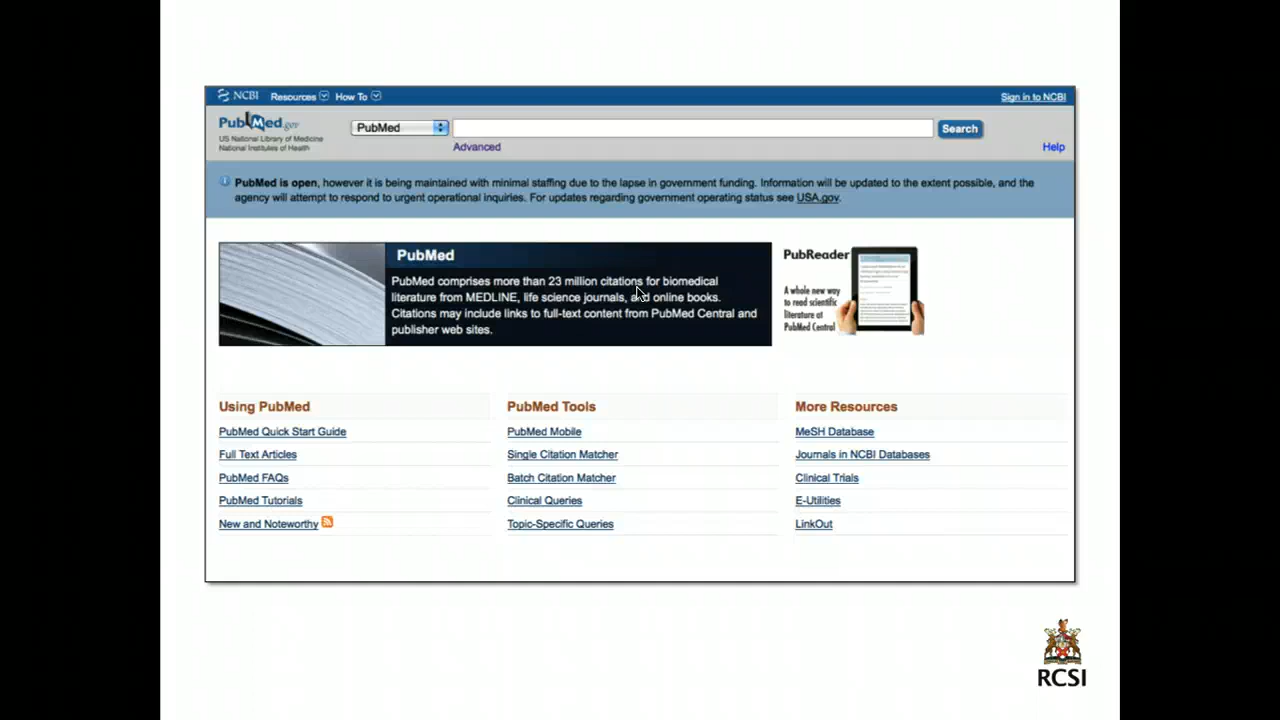 NCBI Resources How To Sign in to NCBI
PubMed.gov
US National Library of Medicine
National Institutes of Health
PubMed
Search
Advanced
Help
PubMed is open, however it is being maintained with minimal staffing due to the lapse in government funding. Information will be updated to the extent possible, and the
agency will attempt to respond to urgent operational inquiries. For updates regarding government operating status see USA.gov.
PubMed
PubMed comprises more than 23 million citations for biomedical
literature from MEDLINE, life science journals, and online books.
Citations may include links to full-text content from PubMed Central and
publisher web sites.
PubReader
A whole new way
to read scientific
literature at
PubMed Central
Using PubMed
PubMed Quick Start Guide
Full Text Articles
PubMed FAQs
PubMed Tutorials
New and Noteworthy
PubMed Tools
PubMed Mobile
Single Citation Matcher
Batch Citation Matcher
Clinical Queries
Topic-Specific Queries
More Resources
MeSH Database
Journals in NCBI Databases
Clinical Trials
E-Utilities
LinkOut
RCSI